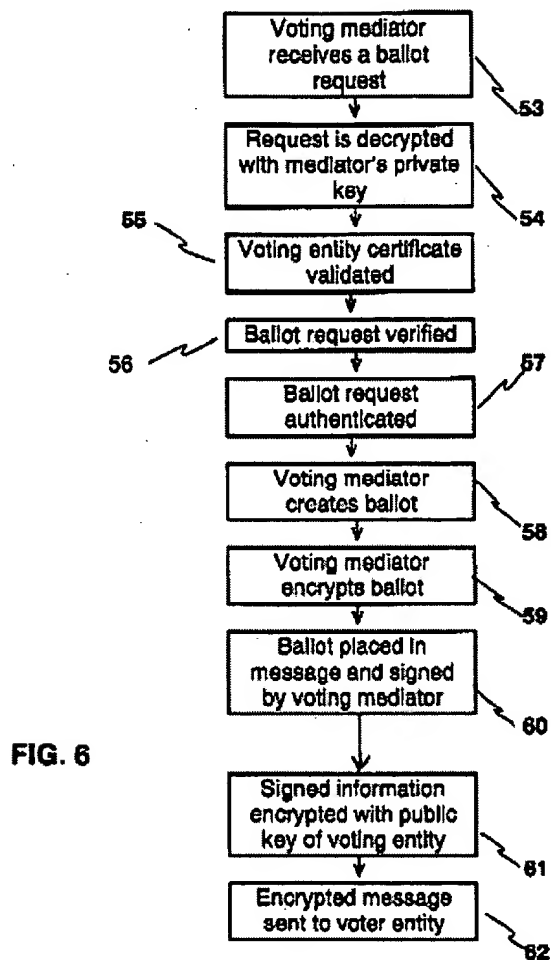 Voting mediator
receives a ballot
request
53
Request is decrypted
with mediator's private
key
54
55
Voting entity certificate
validated
Ballot request verified
56
57
Ballot request
authenticated
Voting mediator
creates ballot
58
Voting mediator
encrypts ballot
59
Ballot placed in
message and signed
by voting mediator
60
FIG. 6
Signed information
encrypted with public
key of voting entity
61
Encrypted message
sent to voter entity
62